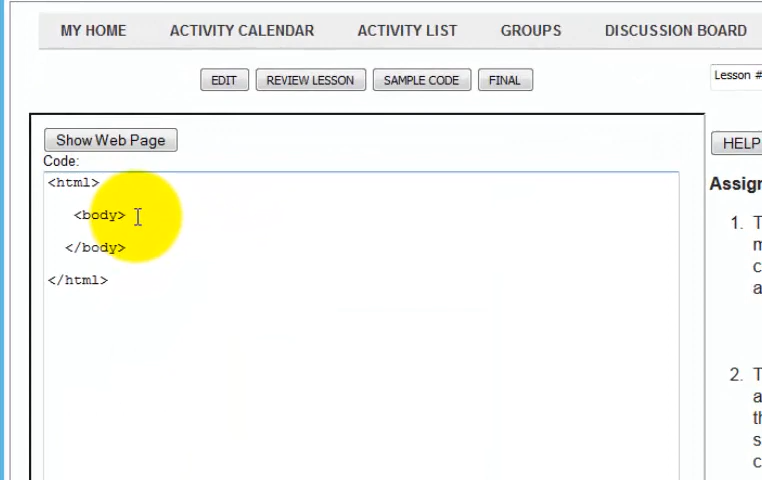 MY HOME ACTIVITY CALENDAR ACTIVITY LIST GROUPS DISCUSSION BOARD
EDIT REVIEW LESSON SAMPLE CODE FINAL Lesson #
Show Web Page HELP
Code:
<html>
<body>
</body>
</html>
Assig
1. T
m
c
a
2. T
a
th
s
c